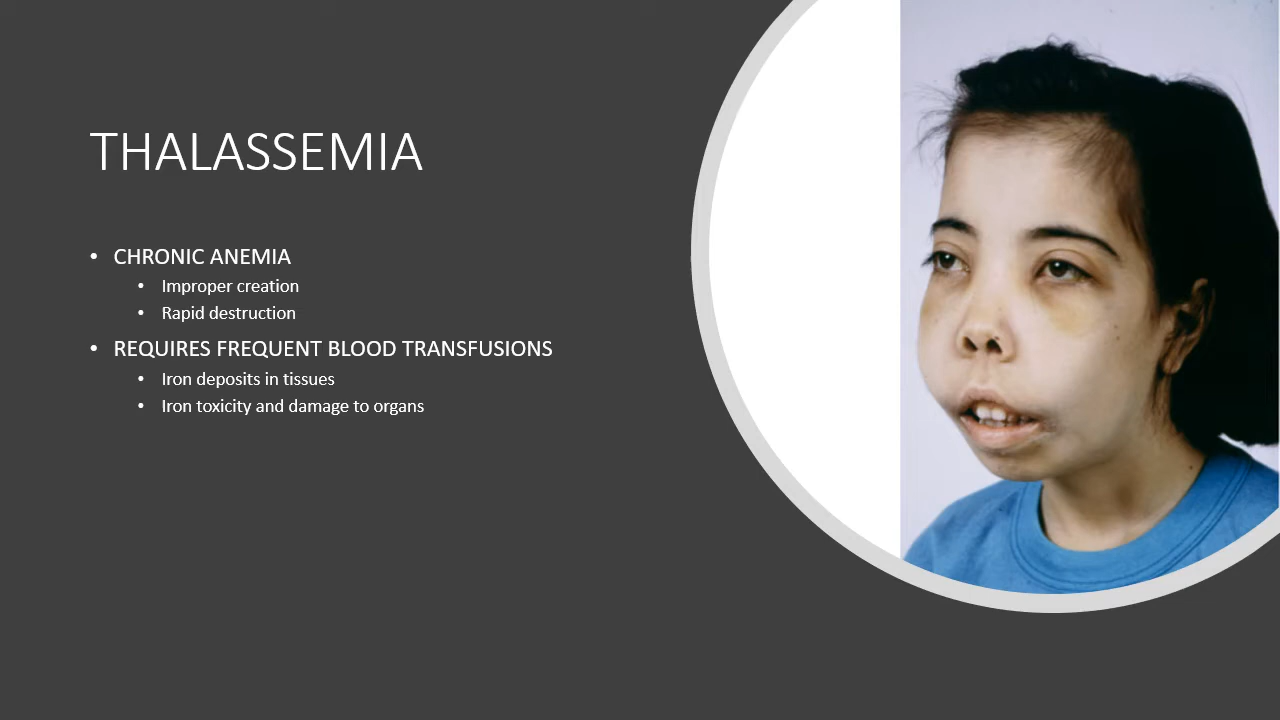 THALASSEMIA
• CHRONIC ANEMIA
• Improper creation
• Rapid destruction
• REQUIRES FREQUENT BLOOD TRANSFUSIONS
• Iron deposits in tissues
• Iron toxicity and damage to organs